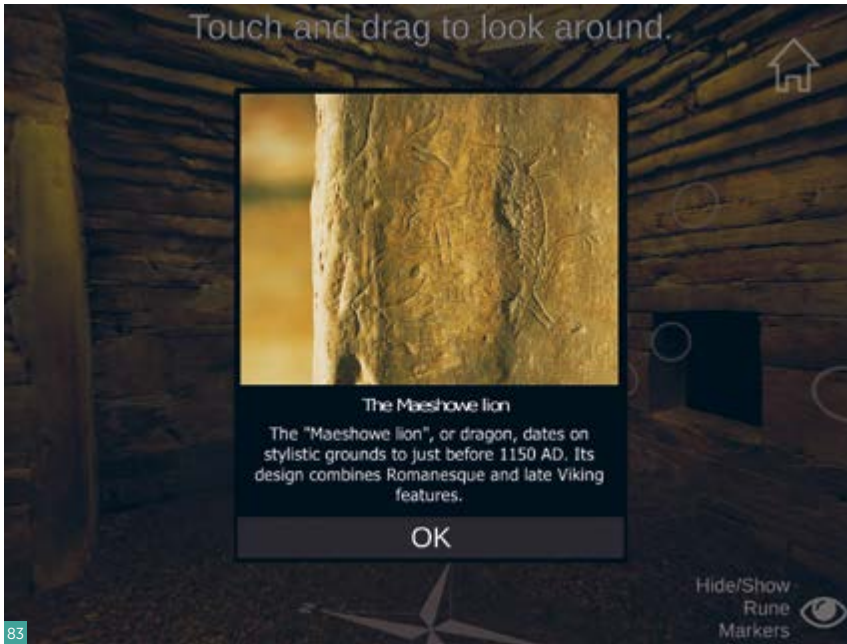 Touch and drag to look around.
The Maeshowe lion
The "Maeshowe lion", or dragon, dates on
stylistic grounds to just before 1150 AD. Its
design combines Romanesque and late Viking
features.
OK
Hide/Show
Rune
Markers
83